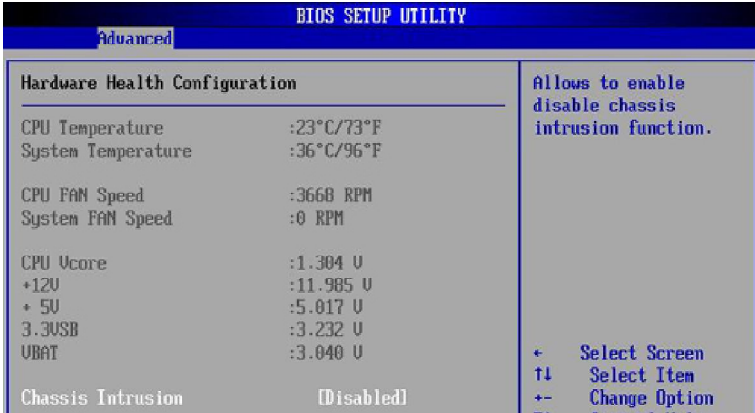 BIOS SETUP UTILITY
Advanced
Hardware Health Configuration
CPU Temperature :23°C/73°F
System Temperature :36°C/96°F
CPU FAN Speed :3668 RPM
System FAN Speed :0 RPM
CPU Vcore :1.304 V
+12V :11.985 V
+ 5V :5.017 V
3.3VSB :3.232 V
VBAT :3.040 V
Chassis Intrusion [Disabled]
Allows to enable
disable chassis
intrusion function.
← Select Screen
↑↓ Select Item
+- Change Option